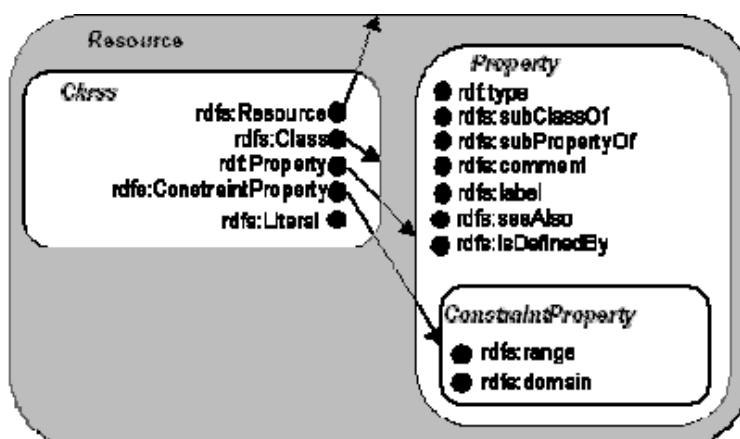 Resource
Class
rdfs:Resource
rdfs:Class
rdf:Property
rdfs:ConstraintProperty
rdfs:Literal
Property
rdf:type
rdfs:subClassOf
rdfs:subPropertyOf
rdfs:comment
rdfs:label
rdfs:seeAlso
rdfs:isDefinedBy
ConstraintProperty
rdfs:range
rdfs:domain